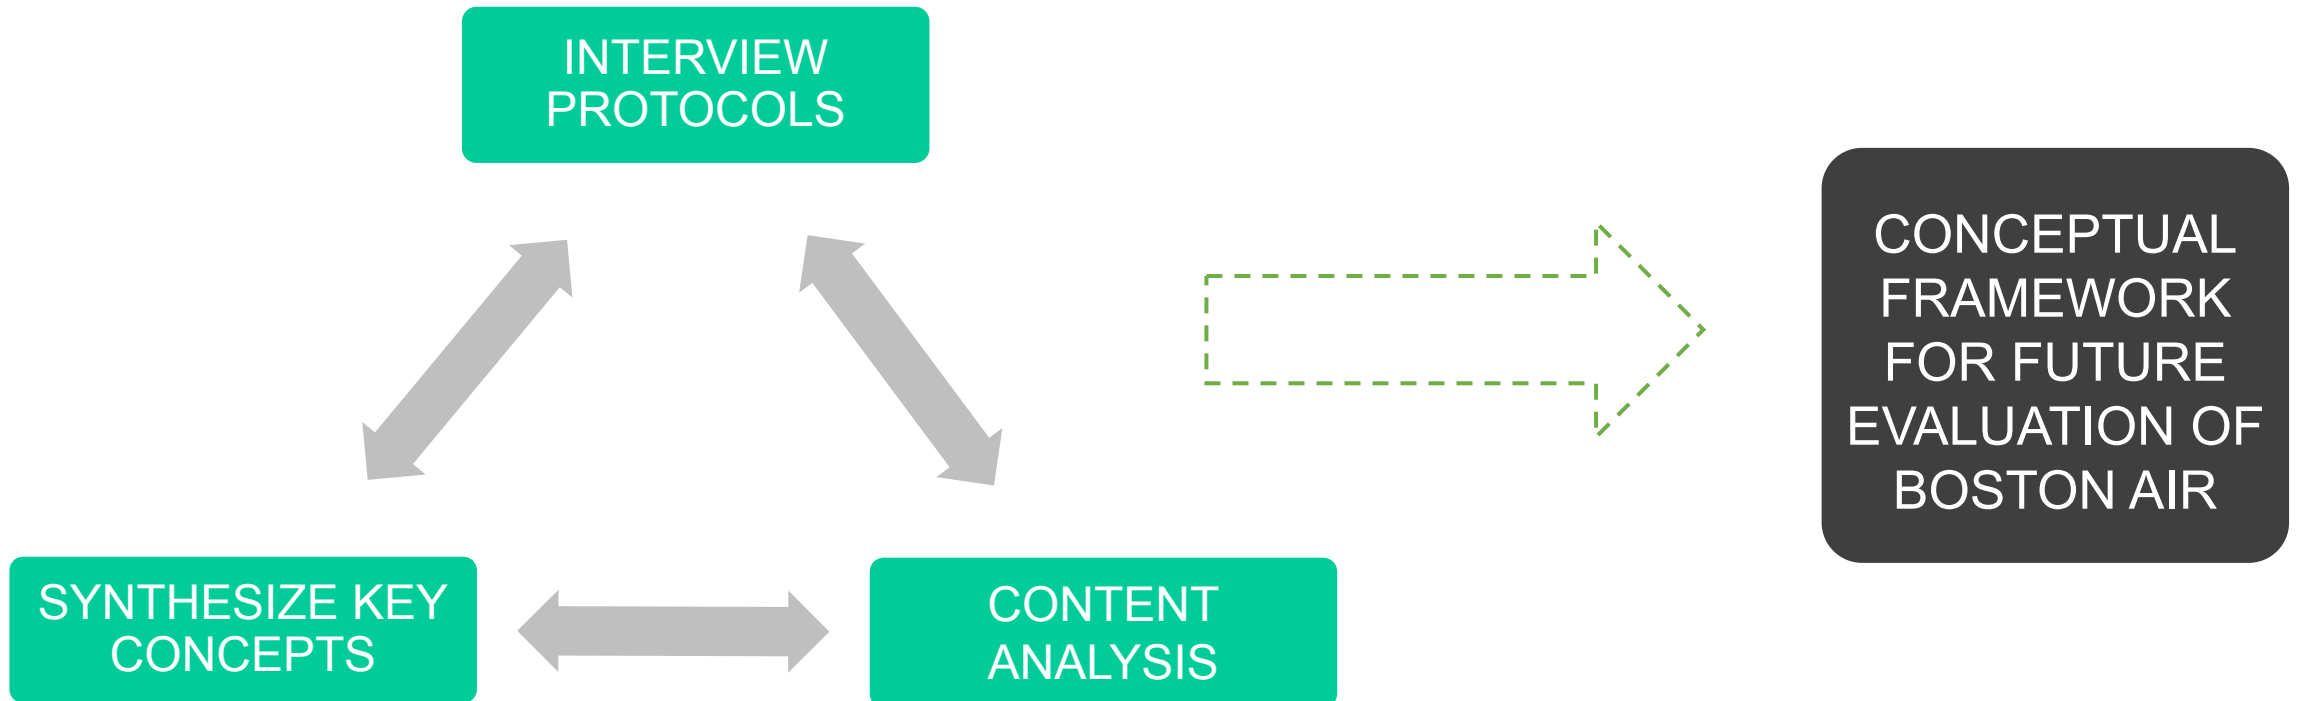 INTERVIEW
PROTOCOLS
CONCEPTUAL
FRAMEWORK
FOR FUTURE
EVALUATION OF
BOSTON AIR
SYNTHESIZE KEY
CONCEPTS
CONTENT
ANALYSIS